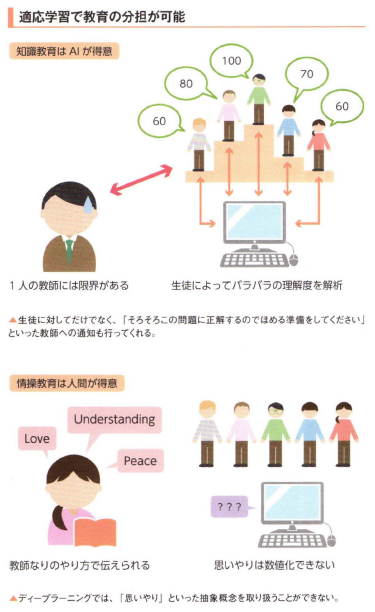 適応学習で教育の分担が可能
知識教育は AI が得意
100
80
70
60
60
1 人の教師には限界がある
生徒によってバラバラの理解度を解析
▲生徒に対してだけでなく、「そろそろこの問題に正解するのでほめる準備をしてください」
といった教師への通知も行ってくれる。
情操教育は人間が得意
Understanding
Love
Peace
? ? ?
教師なりのやり方で伝えられる
思いやりは数値化できない
▲ディープラーニングでは、「思いやり」といった抽象概念を取り扱うことができない。